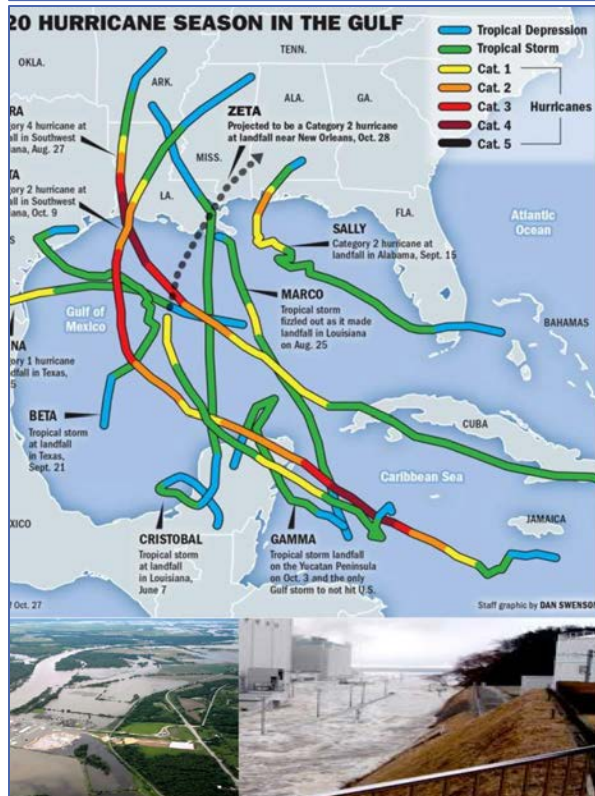 20 HURRICANE SEASON IN THE GULF
Tropical Depression
Tropical Storm
Cat. 1
Cat. 2
Cat. 3
Cat. 4
Cat. 5
Hurricanes
OKLA.
ARK.
TENN.
MISS.
ALA.
GA.
LA.
FLA.
RA
gory 4 hurricane at
fall in Southwest
iana, Aug. 27
TA
gory 2 hurricane at
fall in Southwest
iana, Oct. 9
ZETA
Projected to be a Category 2 hurricane
at landfall near New Orleans, Oct. 28
Atlantic
Ocean
SALLY
Category 2 hurricane at
landfall in Alabama, Sept. 15
S
Gulf of
Mexico
MARCO
Tropical storm
fizzled out as it made
landfall in Louisiana
on Aug. 25
BAHAMAS
NA
gory 1 hurricane
dfall in Texas,
5
BETA
Tropical storm
at landfall
in Texas,
Sept. 21
CUBA
Caribbean Sea
XICO
CRISTOBAL
Tropical storm
at landfall
in Louisiana,
June 7
GAMMA
Tropical storm landfall
on the Yucatan Peninsula
on Oct. 3 and the only
Gulf storm to not hit U.S.
JAMAICA
f Oct. 27
Staff graphic by DAN SWENSON